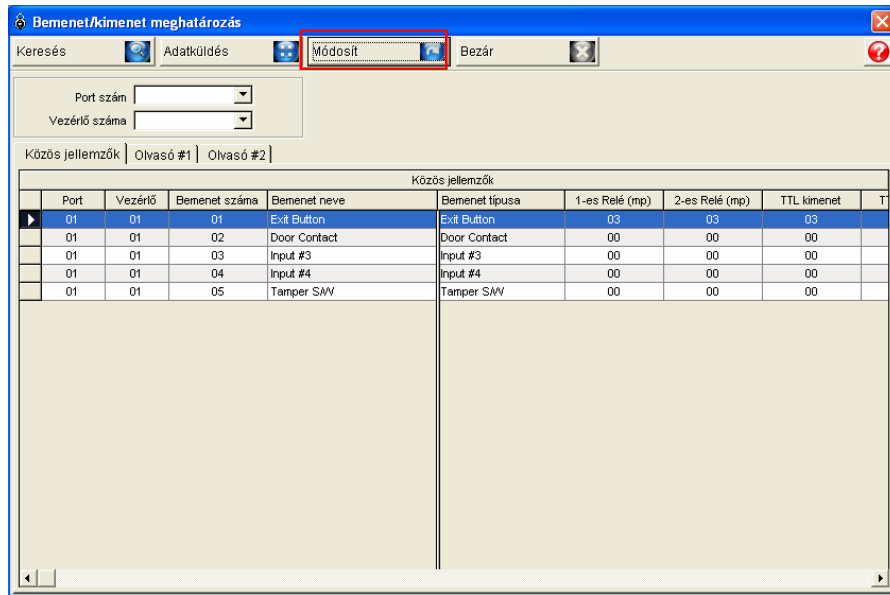 Bemenet/kimenet meghatározás
Keresés Adatküldés Módosít Bezár
Port szám
Vezérlő száma
Közös jellemzők Olvasó #1 Olvasó #2
Közös jellemzők
Port Vezérlő Bemenet száma Bemenet neve Bemenet típusa 1-es Relé (mp) 2-es Relé (mp) TTL kimenet
01 01 01 Exit Button Exit Button 03 03 03
01 01 02 Door Contact Door Contact 00 00 00
01 01 03 Input #3 Input #3 00 00 00
01 01 04 Input #4 Input #4 00 00 00
01 01 05 Tamper S/W Tamper S/W 00 00 00